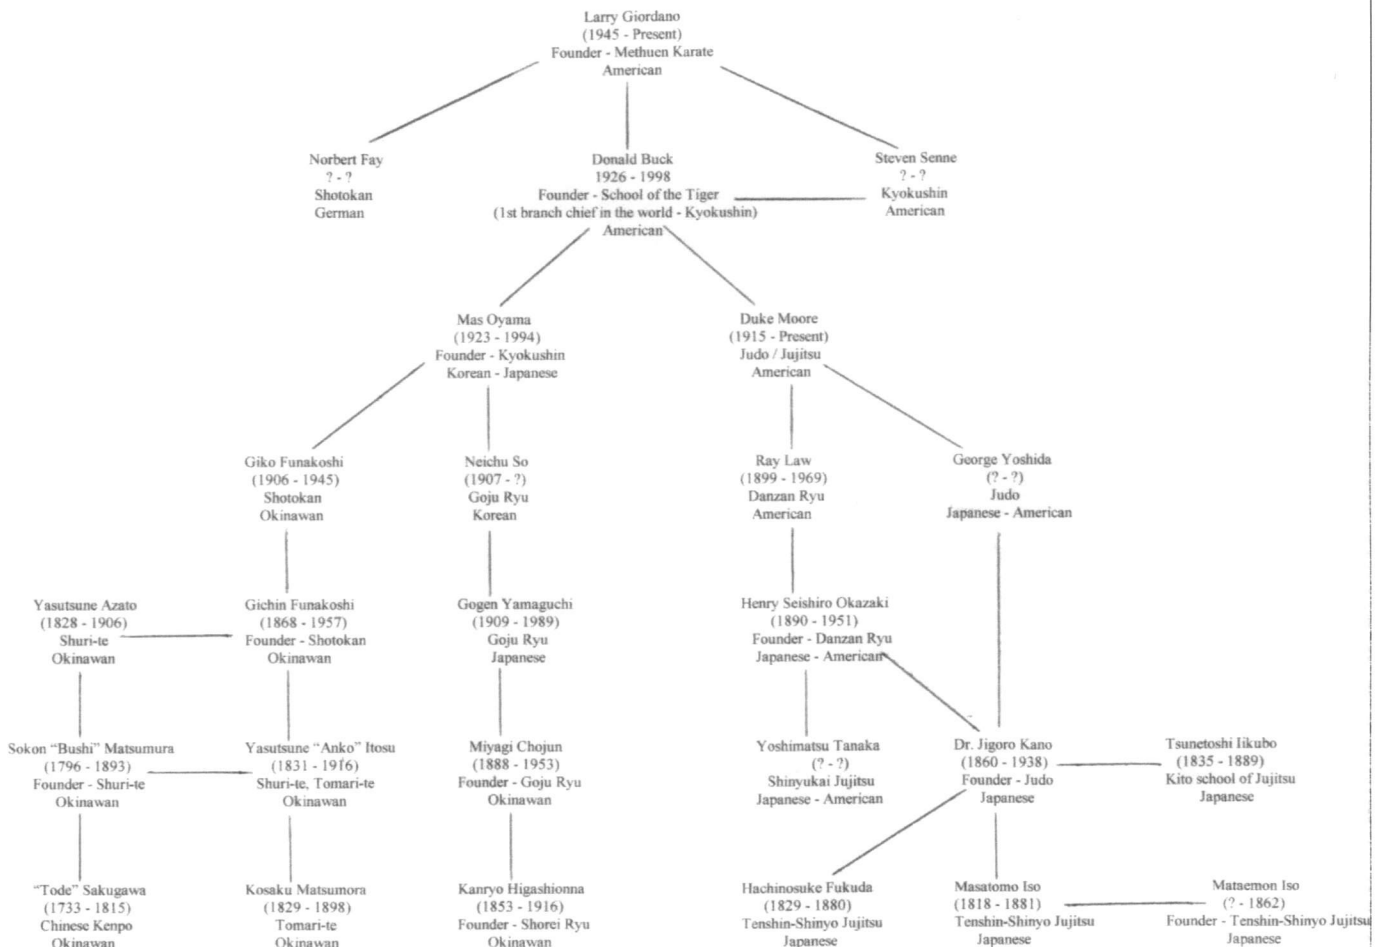 Larry Giordano
(1945 - Present)
Founder - Methuen Karate
American
Norbert Fay
? - ?
Shotokan
German
Donald Buck
1926 - 1998
Founder - School of the Tiger
(1st branch chief in the world - Kyokushin)
American
Steven Senne
? - ?
Kyokushin
American
Mas Oyama
(1923 - 1994)
Founder - Kyokushin
Korean - Japanese
Duke Moore
(1915 - Present)
Judo / Jujitsu
American
Giko Funakoshi
(1906 - 1945)
Shotokan
Okinawan
Neichu So
(1907 - ?)
Goju Ryu
Korean
Ray Law
(1899 - 1969)
Danzan Ryu
American
George Yoshida
(? - ?)
Judo
Japanese - American
Yasutsune Azato
(1828 - 1906)
Shuri-te
Okinawan
Gichin Funakoshi
(1868 - 1957)
Founder - Shotokan
Okinawan
Gogen Yamaguchi
(1909 - 1989)
Goju Ryu
Japanese
Henry Seishiro Okazaki
(1890 - 1951)
Founder - Danzan Ryu
Japanese - American
Sokon "Bushi" Matsumura
(1796 - 1893)
Founder - Shuri-te
Okinawan
Yasutsune "Anko" Itosu
(1831 - 19f6)
Shuri-te, Tomari-te
Okinawan
Miyagi Chojun
(1888 - 1953)
Founder - Goju Ryu
Okinawan
Yoshimatsu Tanaka
(? - ?)
Shinyukai Jujitsu
Japanese - American
Dr. Jigoro Kano
(1860 - 1938)
Founder - Judo
Japanese
Tsunetoshi Iikubo
(1835 - 1889)
Kito school of Jujitsu
Japanese
"Tode" Sakugawa
(1733 - 1815)
Chinese Kenpo
Okinawan
Kosaku Matsumora
(1829 - 1898)
Tomari-te
Okinawan
Kanryo Higashionna
(1853 - 1916)
Founder - Shorei Ryu
Okinawan
Hachinosuke Fukuda
(1829 - 1880)
Tenshin-Shinyo Jujitsu
Japanese
Masatomo Iso
(1818 - 1881)
Tenshin-Shinyo Jujitsu
Japanese
Mataemon Iso
(? - 1862)
Founder - Tenshin-Shinyo Jujitsu
Japanese